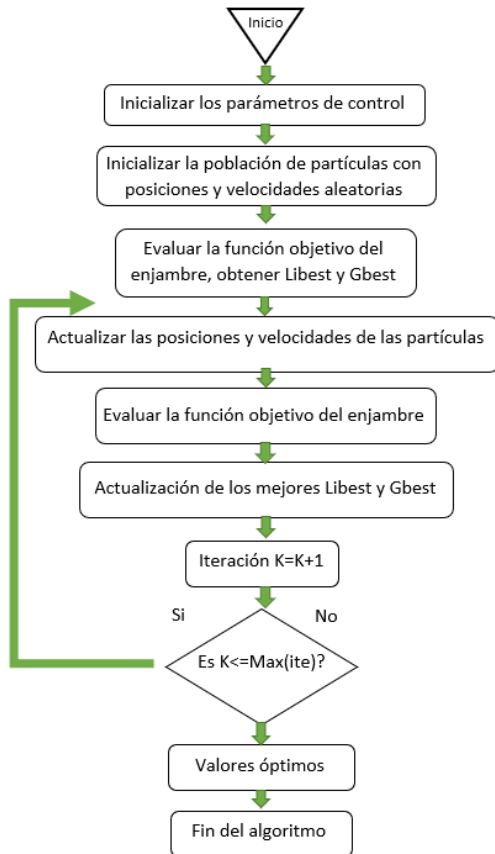 Inicio
Inicializar los parámetros de control
Inicializar la población de partículas con
posiciones y velocidades aleatorias
Evaluar la función objetivo del
enjambre, obtener Libest y Gbest
Actualizar las posiciones y velocidades de las partículas
Evaluar la función objetivo del enjambre
Actualización de los mejores Libest y Gbest
Iteración K=K+1
Si
No
Es K<=Max(ite)?
Valores óptimos
Fin del algoritmo